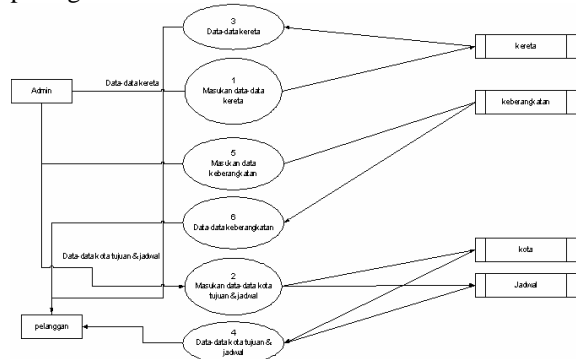 3
Data-data kereta
kereta
Data-data kereta
1
Masukan data-data
kereta
Admin
keberangkatan
5
Masukan data
keberangkatan
6
Data data keberangkatan
Data-data kota tujuan & jadwal
kota
2
Masukan data-data kota
tujuan & jadwal
Jadwal
pelanggan
4
Data-data kota tujuan &
jadwal